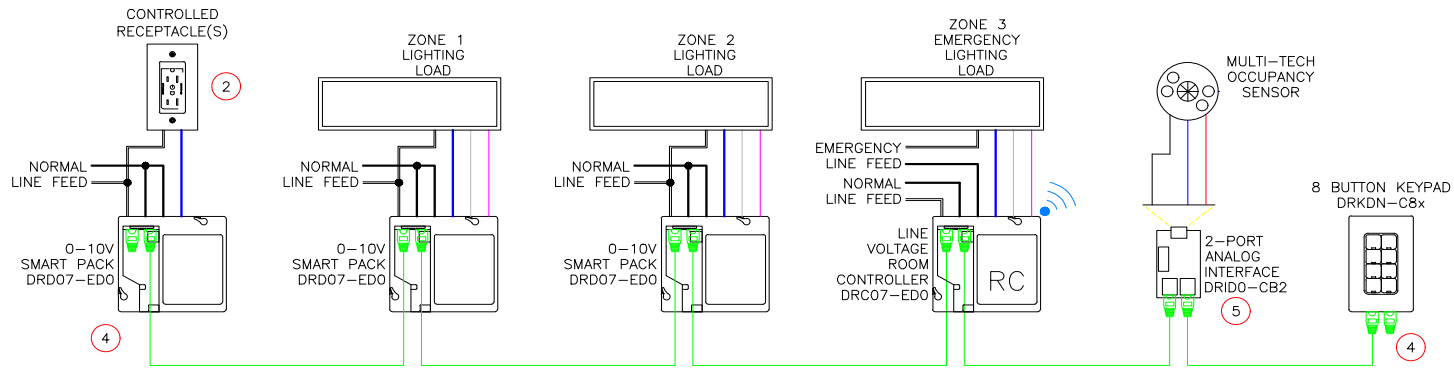 CONTROLLED
RECEPTACLE(S)
2
NORMAL
LINE FEED
0-10V
SMART PACK
DRD07-ED0
4
ZONE 1
LIGHTING
LOAD
NORMAL
LINE FEED
0-10V
SMART PACK
DRD07-ED0
ZONE 2
LIGHTING
LOAD
NORMAL
LINE FEED
0-10V
SMART PACK
DRD07-ED0
ZONE 3
EMERGENCY
LIGHTING
LOAD
EMERGENCY
LINE FEED
NORMAL
LINE FEED
LINE
VOLTAGE
ROOM
CONTROLLER
DRC07-ED0
RC
MULTI-TECH
OCCUPANCY
SENSOR
2-PORT
ANALOG
INTERFACE
DRID0-CB2
5
8 BUTTON KEYPAD
DRKDN-C8x
4